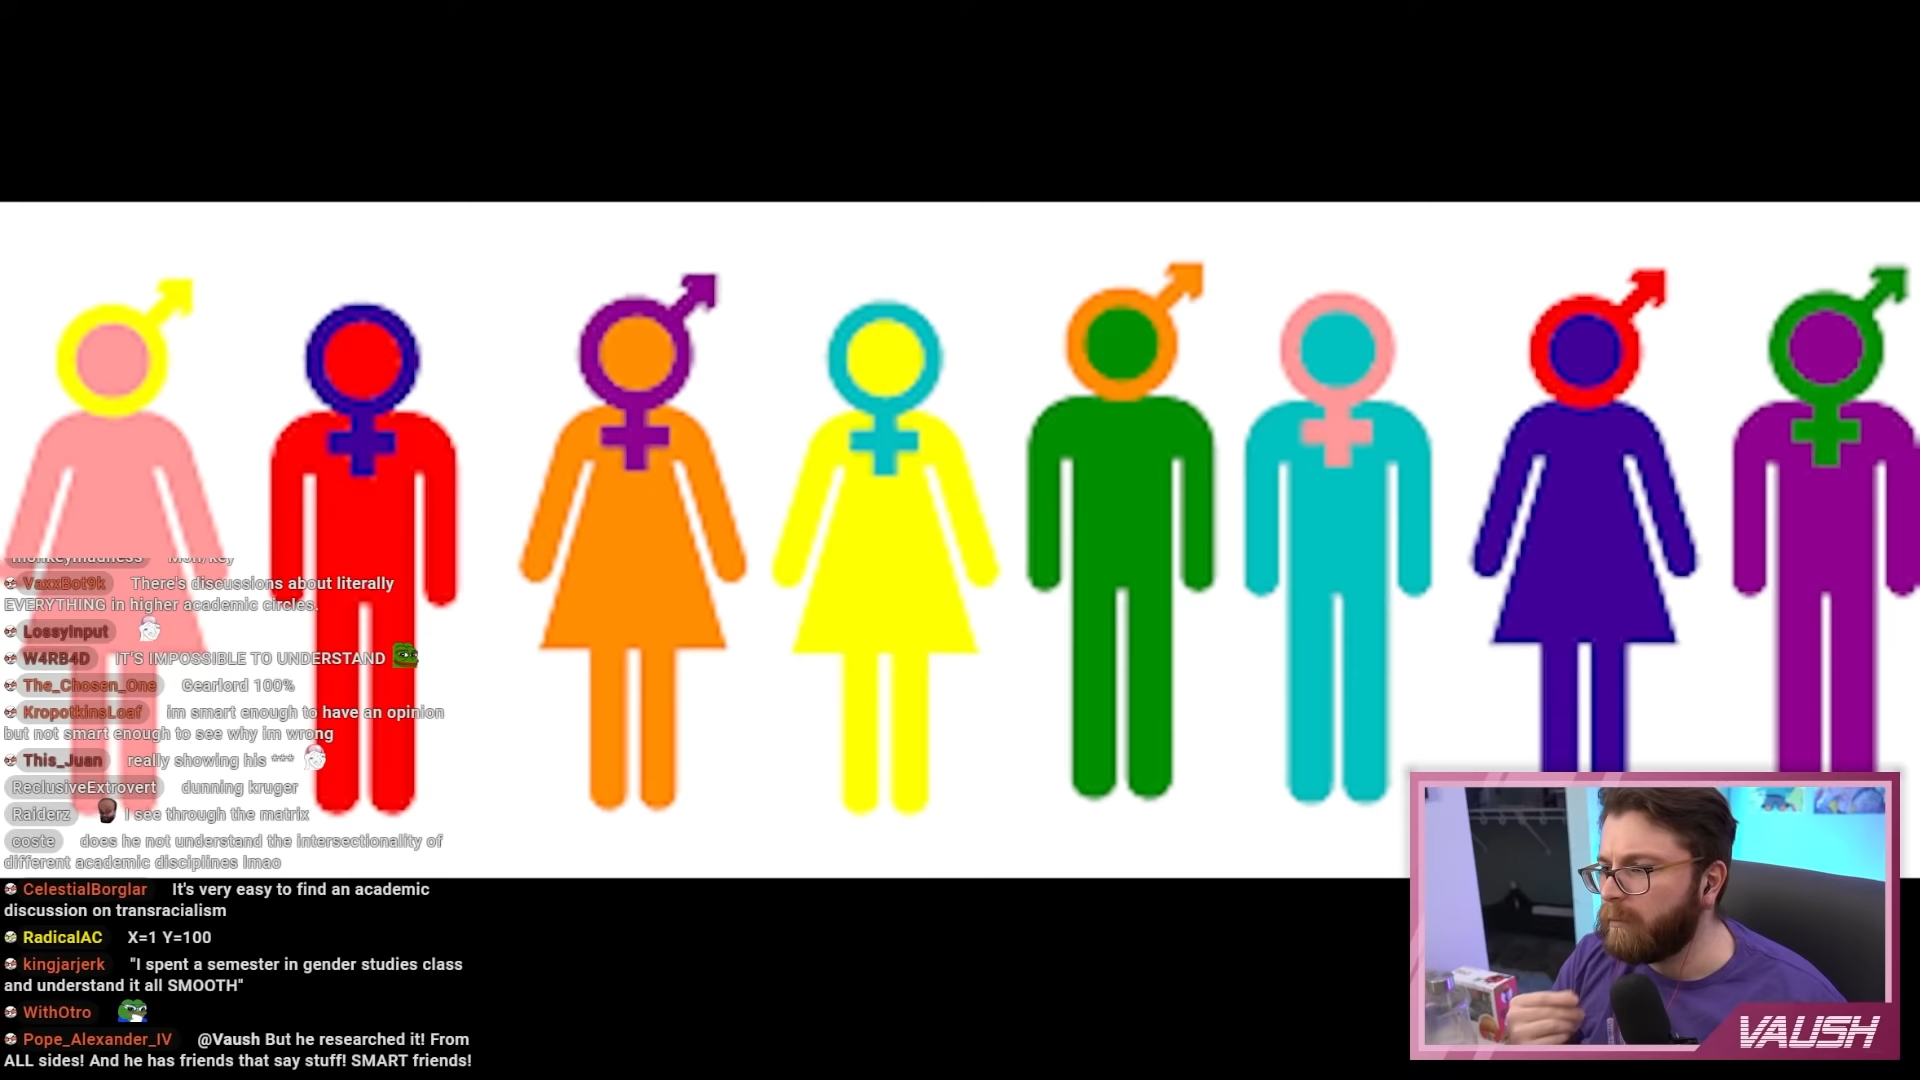 monkeymadness Mon, key
VaxxBot9k There's discussions about literally
EVERYTHING in higher academic circles.
LossyInput
W4RB4D IT'S IMPOSSIBLE TO UNDERSTAND
The_Chosen_One Gearlord 100%
KropotkinsLoaf im smart enough to have an opinion
but not smart enough to see why im wrong
This_Juan really showing his ***
ReclusiveExtrovert dunning kruger
Raiderz I see through the matrix
coste does he not understand the intersectionality of
different academic disciplines lmao
CelestialBorglar It's very easy to find an academic
discussion on transracialism
RadicalAC X=1 Y=100
kingjarjerk "I spent a semester in gender studies class
and understand it all SMOOTH"
WithOtro
Pope_Alexander_IV @Vaush But he researched it! From
ALL sides! And he has friends that say stuff! SMART friends!
VAUSH